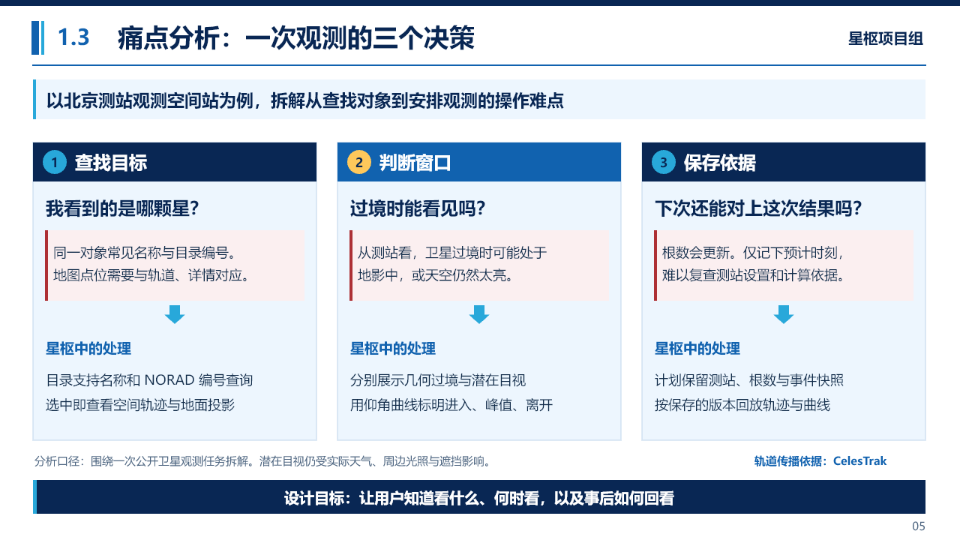 1.3 痛点分析：一次观测的三个决策
星枢项目组
以北京测站观测空间站为例，拆解从查找对象到安排观测的操作难点
1 查找目标
我看到的是哪颗星？
同一对象常见名称与目录编号。
地图点位需要与轨道、详情对应。
星枢中的处理
目录支持名称和 NORAD 编号查询
选中即查看空间轨迹与地面投影
2 判断窗口
过境时能看见吗？
从测站看，卫星过境时可能处于
地影中，或天空仍然太亮。
星枢中的处理
分别展示几何过境与潜在目视
用仰角曲线标明进入、峰值、离开
3 保存依据
下次还能对上这次结果吗？
根数会更新。仅记下预计时刻，
难以复查测站设置和计算依据。
星枢中的处理
计划保留测站、根数与事件快照
按保存的版本回放轨迹与曲线
分析口径：围绕一次公开卫星观测任务拆解。潜在目视仍受实际天气、周边光照与遮挡影响。
轨道传播依据：CelesTrak
设计目标：让用户知道看什么、何时看，以及事后如何回看
05